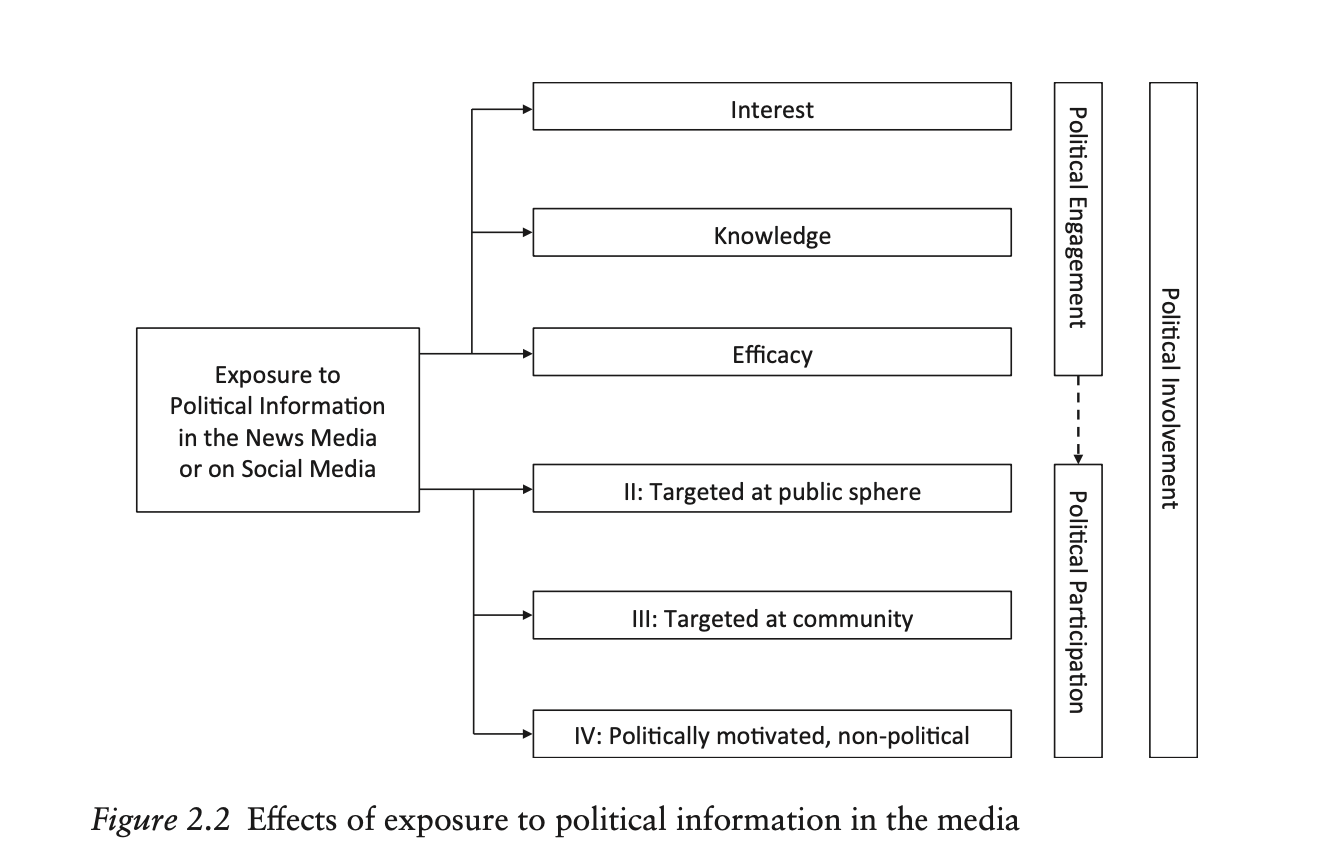 Interest
Knowledge
Efficacy
Exposure to
Political Information
in the News Media
or on Social Media
II: Targeted at public sphere
III: Targeted at community
IV: Politically motivated, non-political
Political Engagement
Political Participation
Political Involvement
Figure 2.2 Effects of exposure to political information in the media